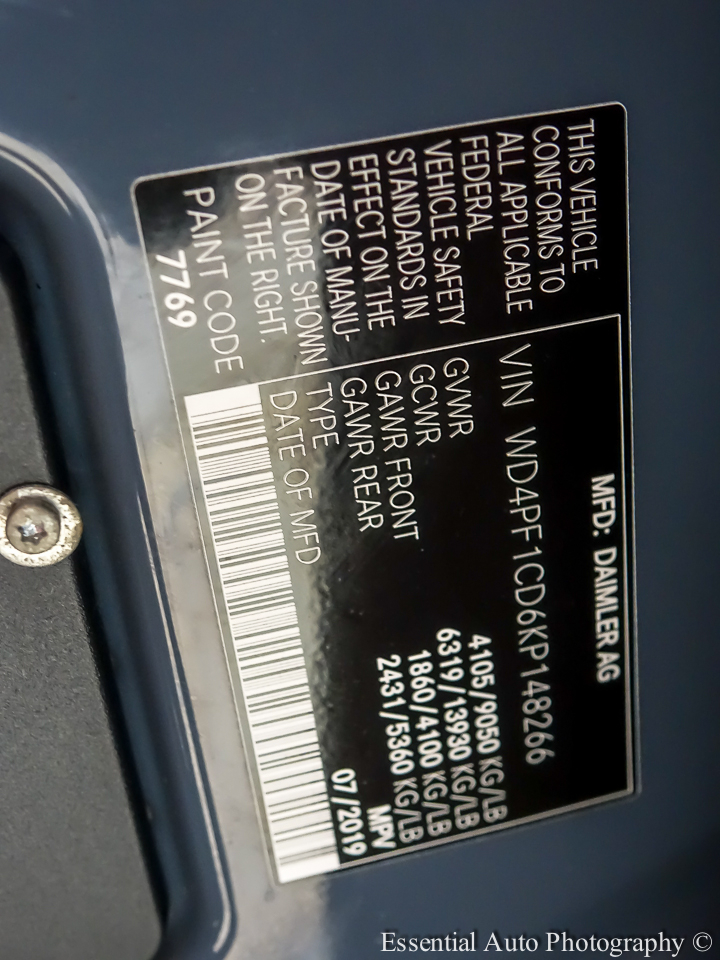 MFD: DAIMLER AG
THIS VEHICLE
CONFORMS TO
ALL APPLICABLE
FEDERAL
VEHICLE SAFETY
STANDARDS IN
EFFECT ON THE
DATE OF MANU-
FACTURE SHOWN
ON THE RIGHT.
PAINT CODE
7769
VIN WD4PF1CD6KP148266
GVWR 4105/9050 KG/LB
GCWR 6319/13930 KG/LB
GAWR FRONT 1860/4100 KG/LB
GAWR REAR 2431/5360 KG/LB
TYPE MPV
DATE OF MFD 07/2019
Essential Auto Photography ©